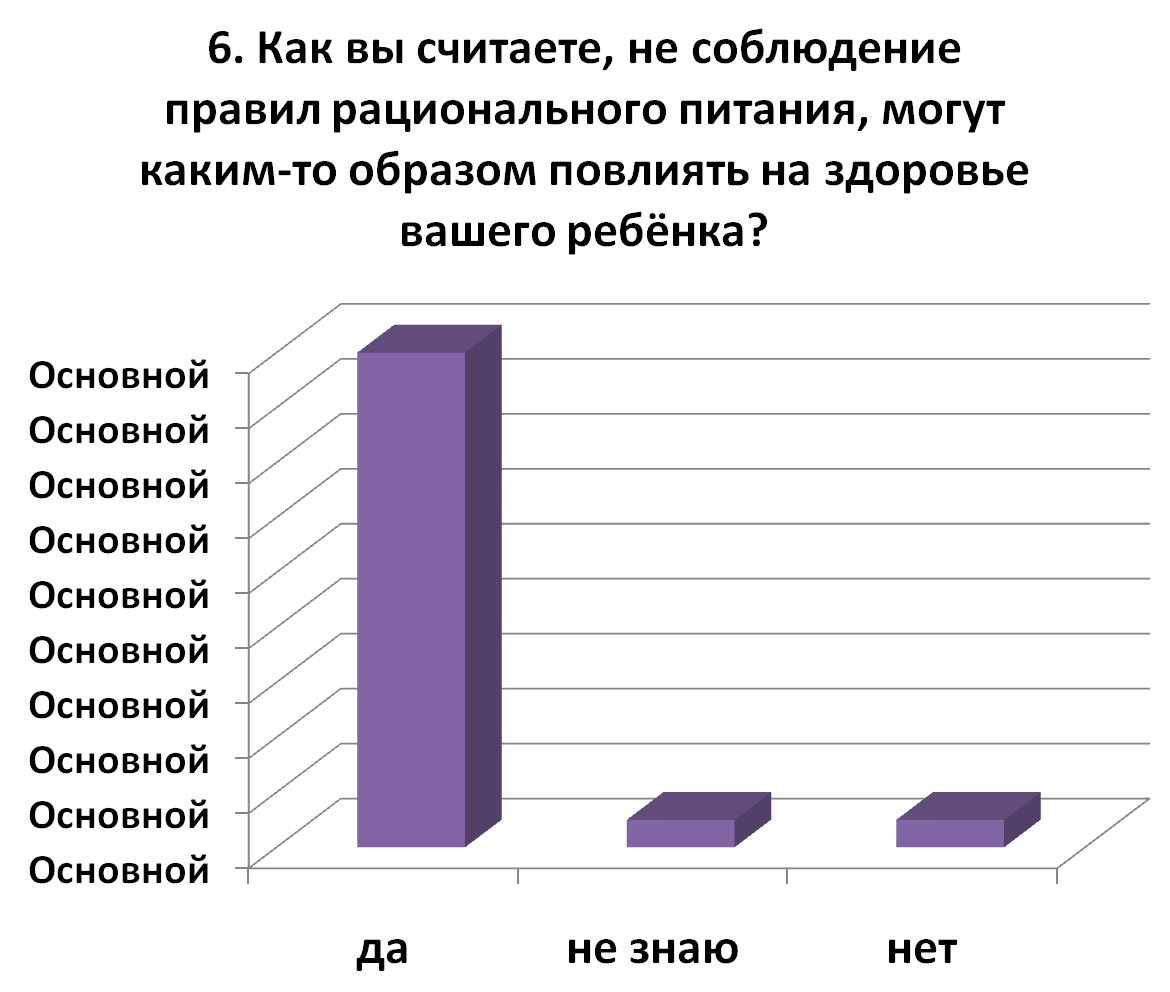 6. Как вы считаете, не соблюдение
правил рационального питания, могут
каким-то образом повлиять на здоровье
вашего ребёнка?
Основной
Основной
Основной
Основной
Основной
Основной
Основной
Основной
Основной
Основной
да не знаю нет